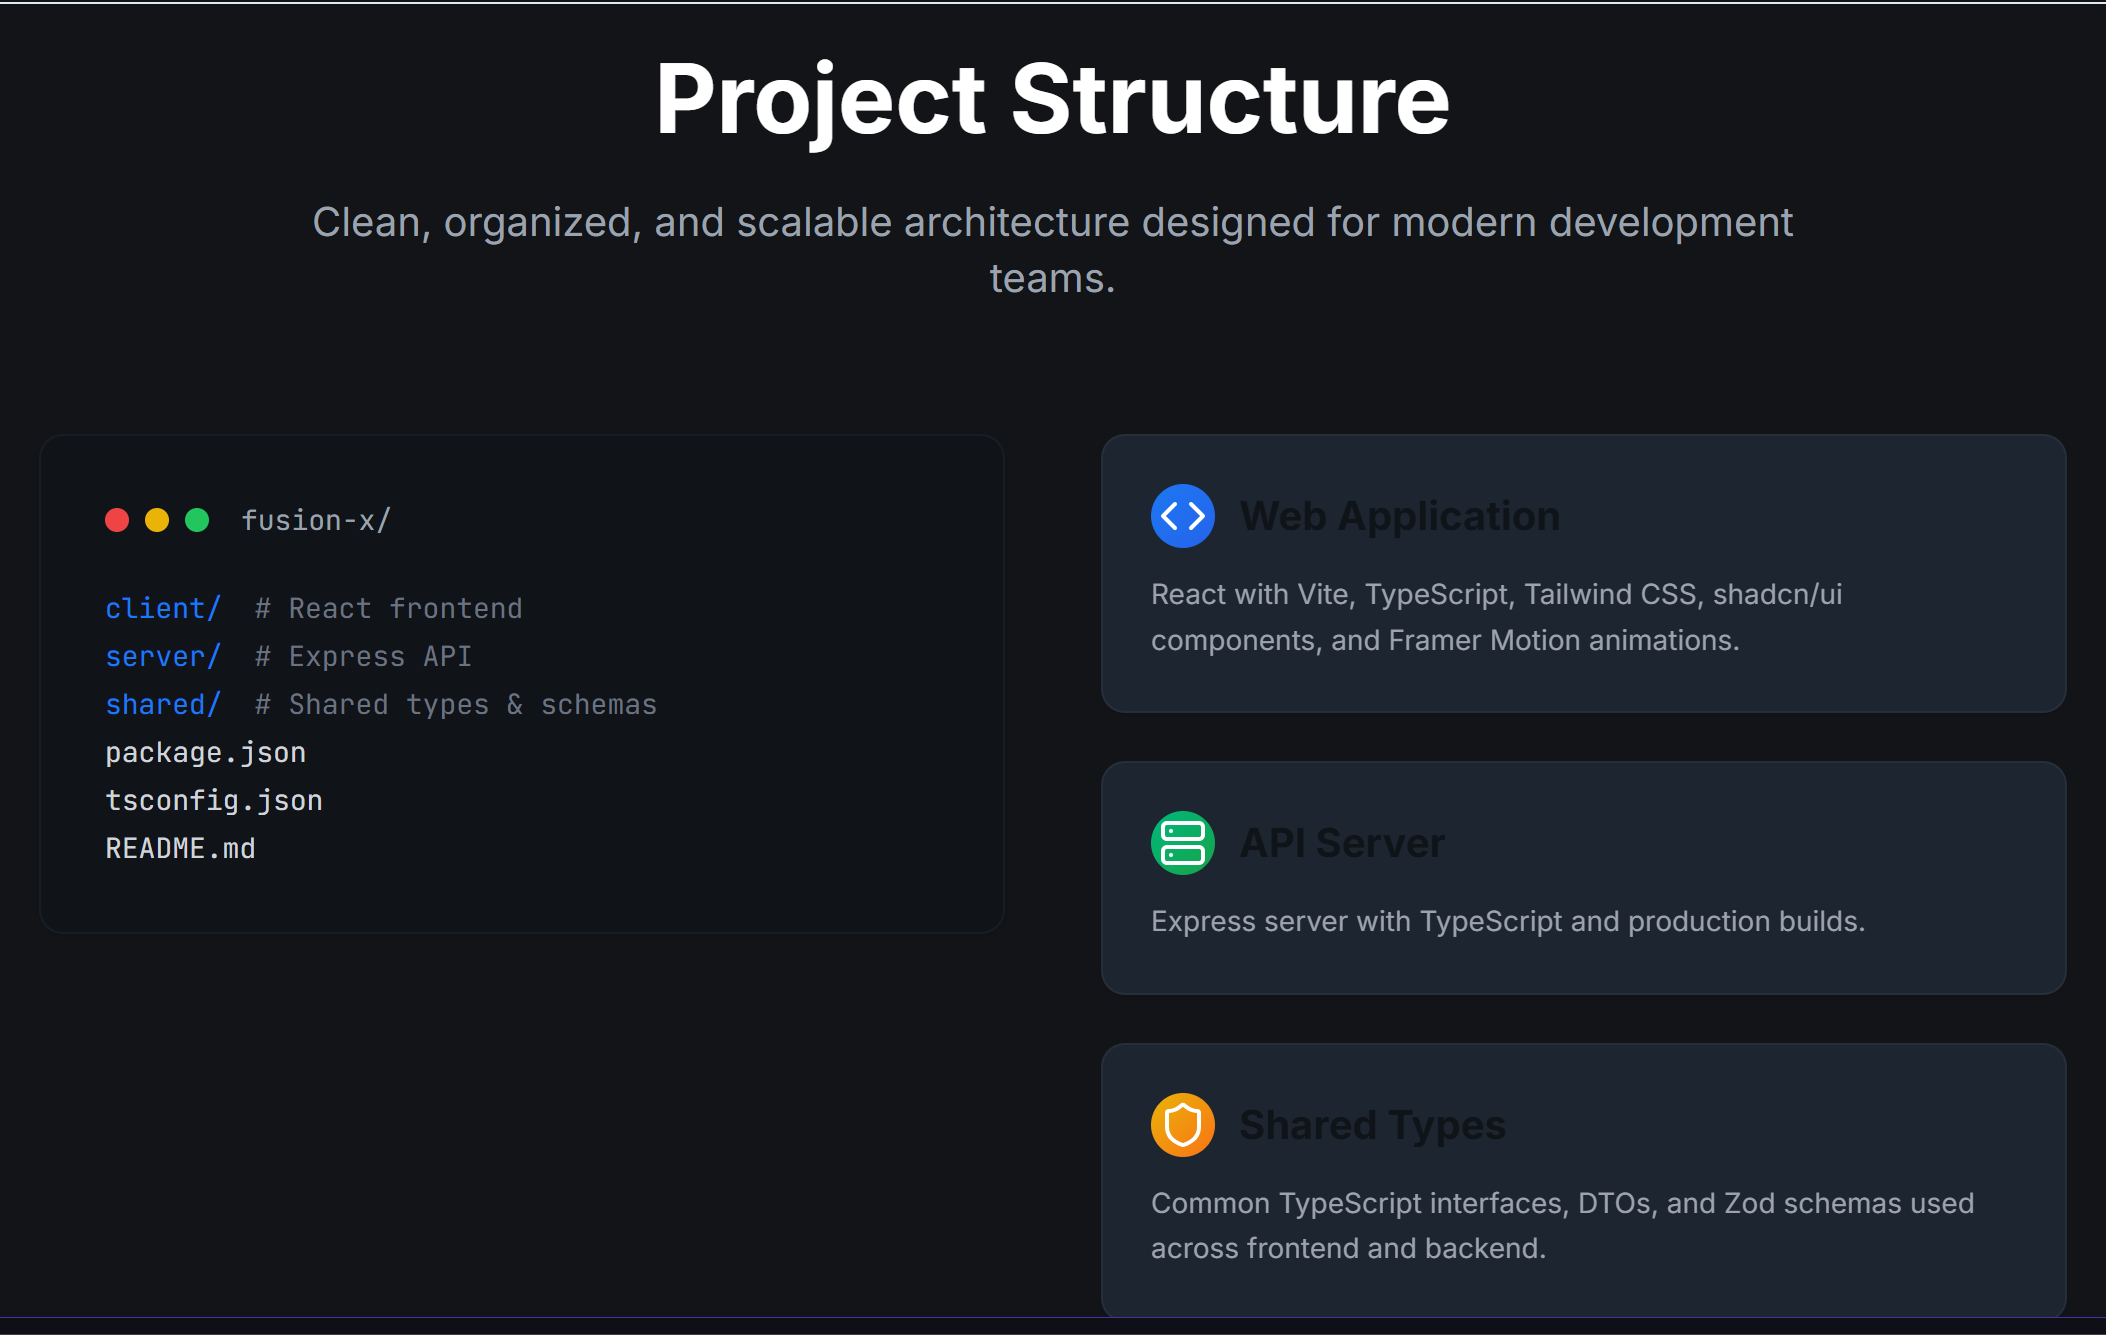 Project Structure
Clean, organized, and scalable architecture designed for modern development
teams.
fusion-x/
client/  # React frontend
server/  # Express API
shared/  # Shared types & schemas
package.json
tsconfig.json
README.md
Web Application
React with Vite, TypeScript, Tailwind CSS, shadcn/ui
components, and Framer Motion animations.
API Server
Express server with TypeScript and production builds.
Shared Types
Common TypeScript interfaces, DTOs, and Zod schemas used
across frontend and backend.